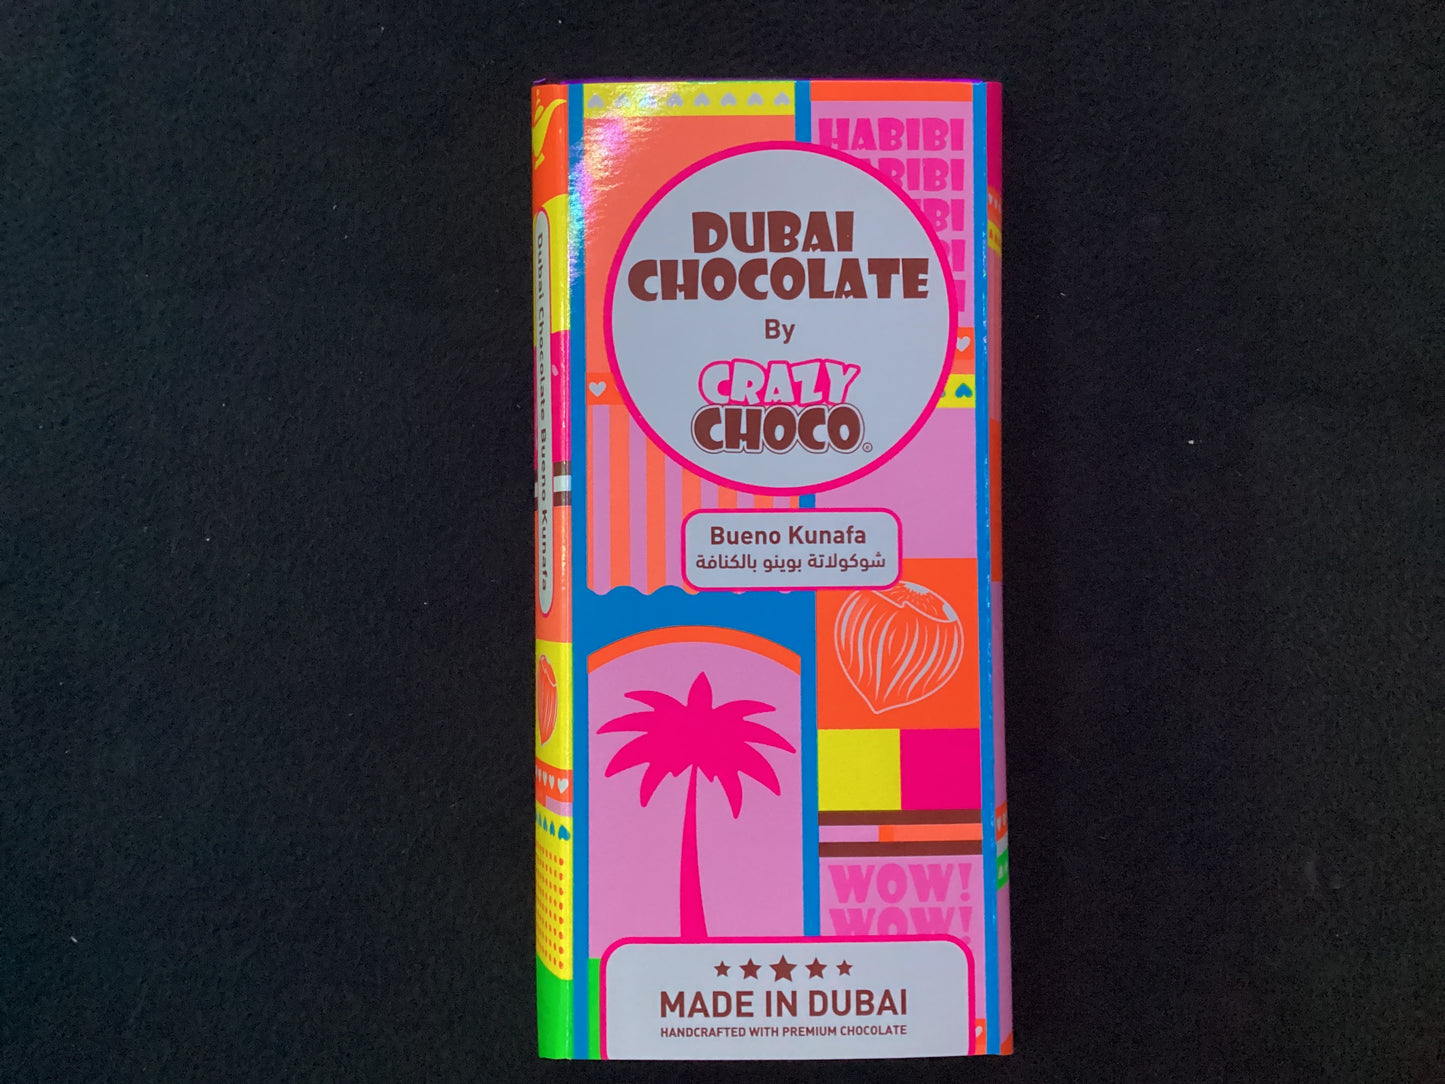 HABIBI
HABIBI
DUBAI
CHOCOLATE
By
CRAZY
CHOCO®
Bueno Kunafa
شوكولاتة بوينو بالكنافة
WOW!
WOW!
MADE IN DUBAI
HANDCRAFTED WITH PREMIUM CHOCOLATE
Dubai Chocolate Bueno Kunafa